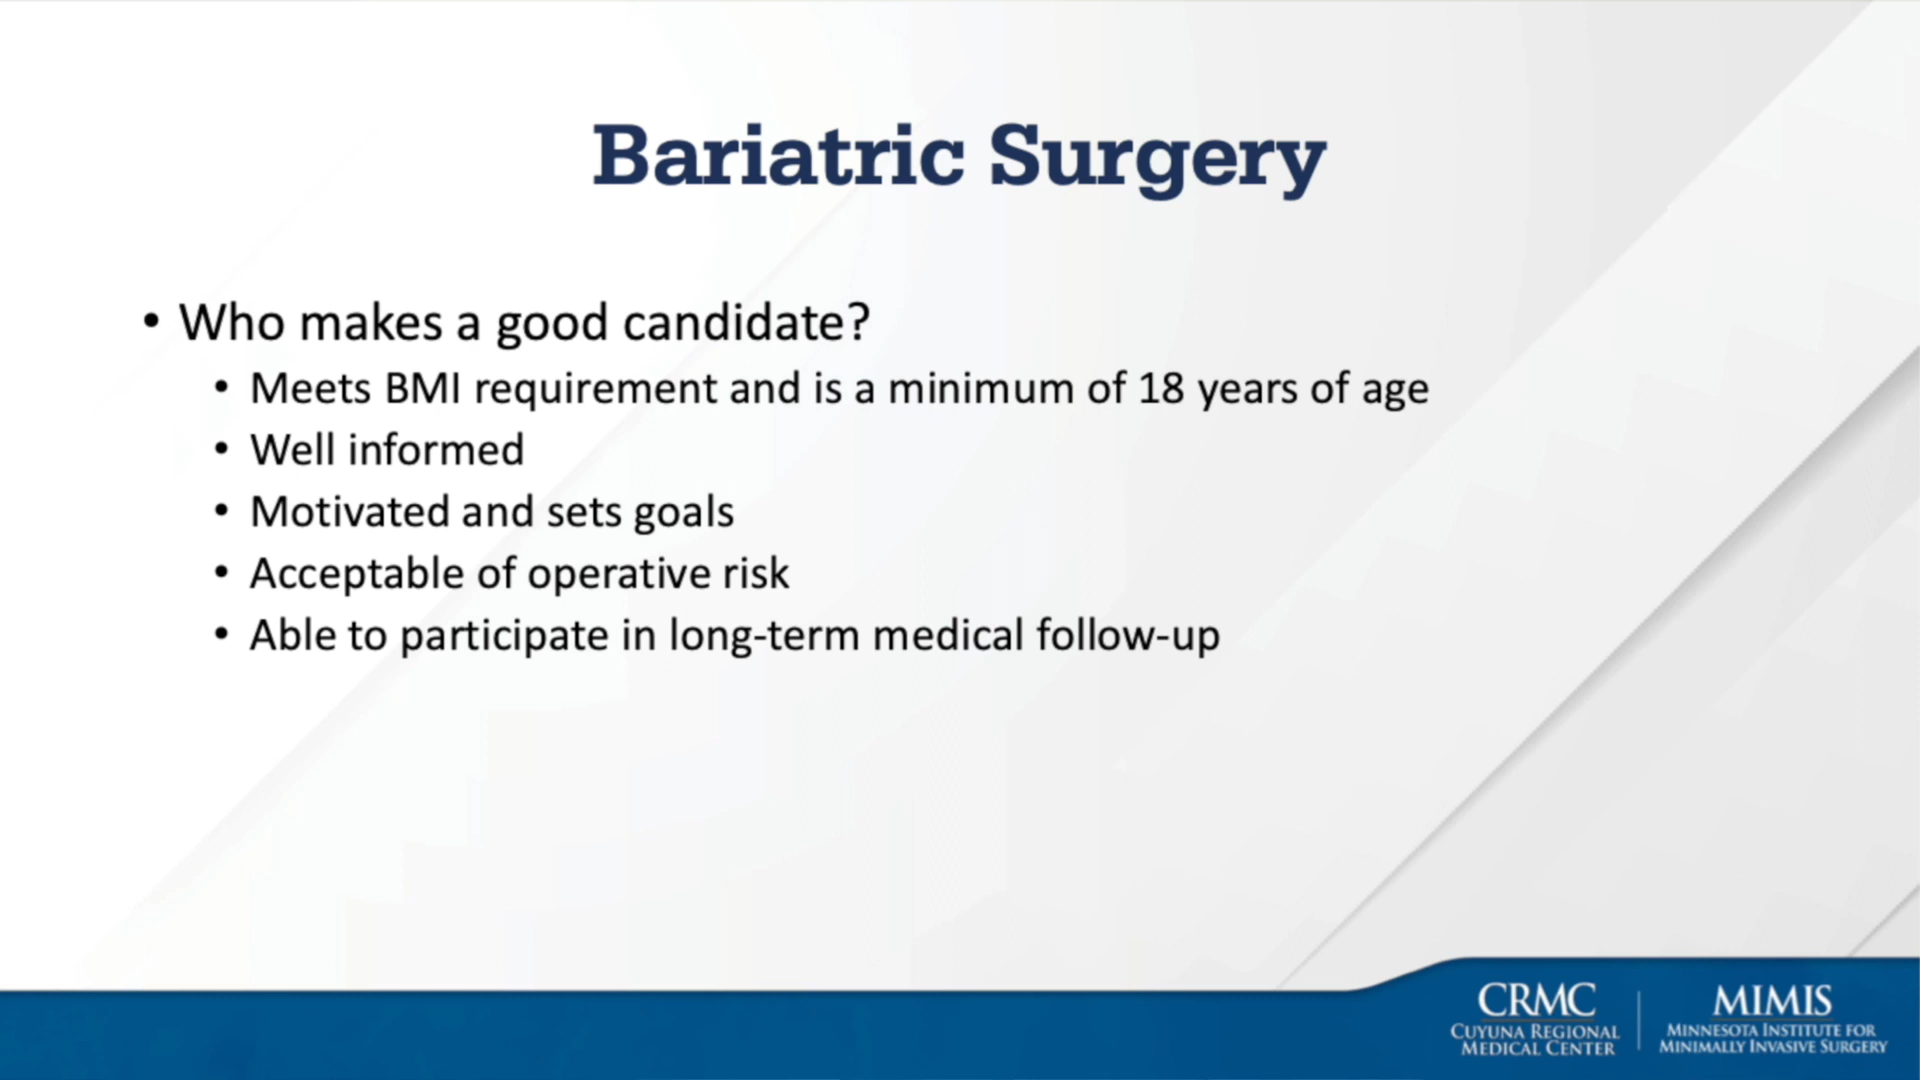 Bariatric Surgery
• Who makes a good candidate?
• Meets BMI requirement and is a minimum of 18 years of age
• Well informed
• Motivated and sets goals
• Acceptable of operative risk
• Able to participate in long-term medical follow-up
CRMC
CUYUNA REGIONAL
MEDICAL CENTER
MIMIS
MINNESOTA INSTITUTE FOR
MINIMALLY INVASIVE SURGERY